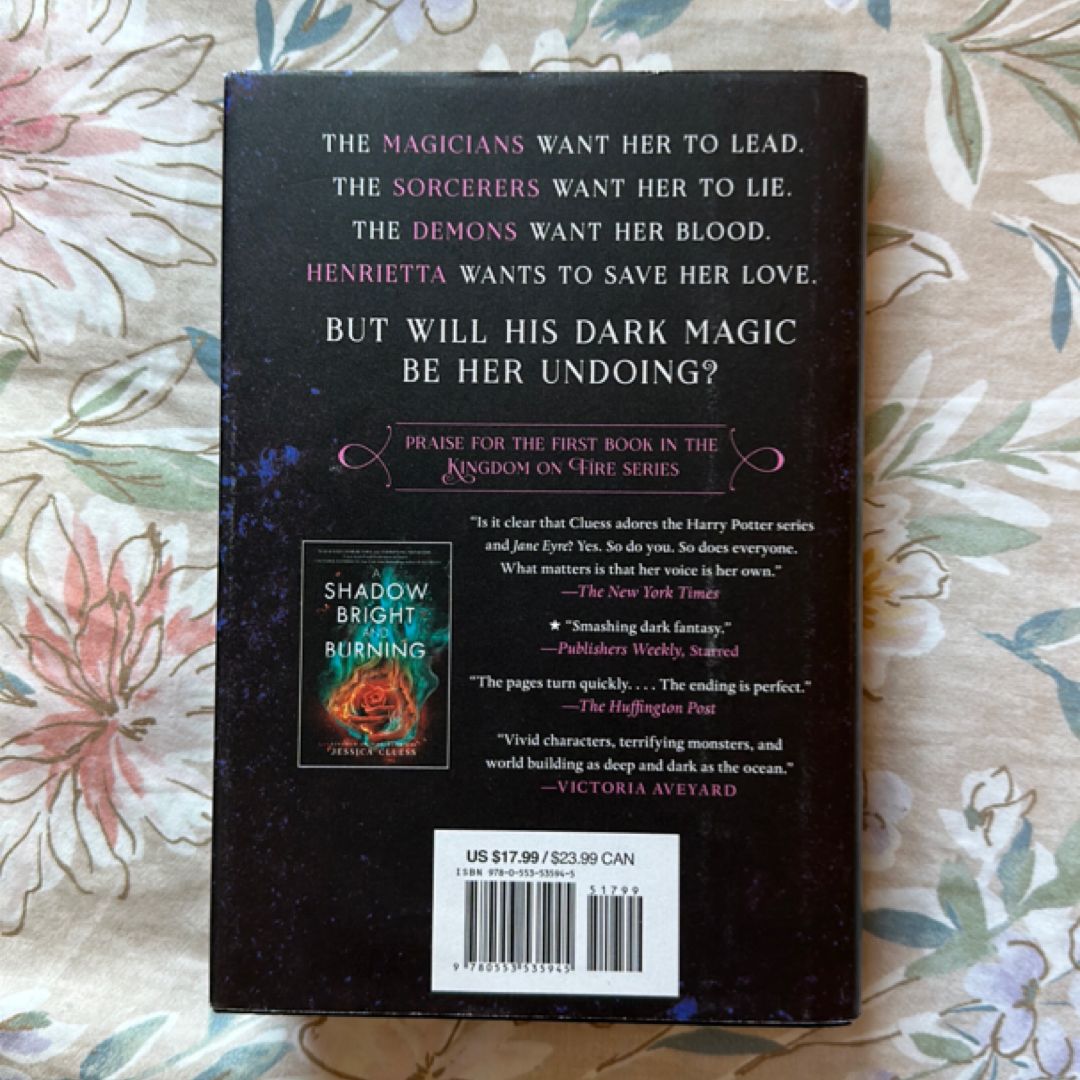 THE MAGICIANS WANT HER TO LEAD.
THE SORCERERS WANT HER TO LIE.
THE DEMONS WANT HER BLOOD.
HENRIETTA WANTS TO SAVE HER LOVE.
BUT WILL HIS DARK MAGIC
BE HER UNDOING?
PRAISE FOR THE FIRST BOOK IN THE
KINGDOM ON FIRE SERIES
"Is it clear that Cluess adores the Harry Potter series
and Jane Eyre? Yes. So do you. So does everyone.
What matters is that her voice is her own."
—The New York Times
★ "Smashing dark fantasy."
—Publishers Weekly, Starred
"The pages turn quickly. . . . The ending is perfect."
—The Huffington Post
"Vivid characters, terrifying monsters, and
world building as deep and dark as the ocean."
—VICTORIA AVEYARD
A
SHADOW
BRIGHT
AND
BURNING
JESSICA CLUESS
US $17.99 / $23.99 CAN
ISBN 978-0-553-53594-5
51799
9 780553 535945